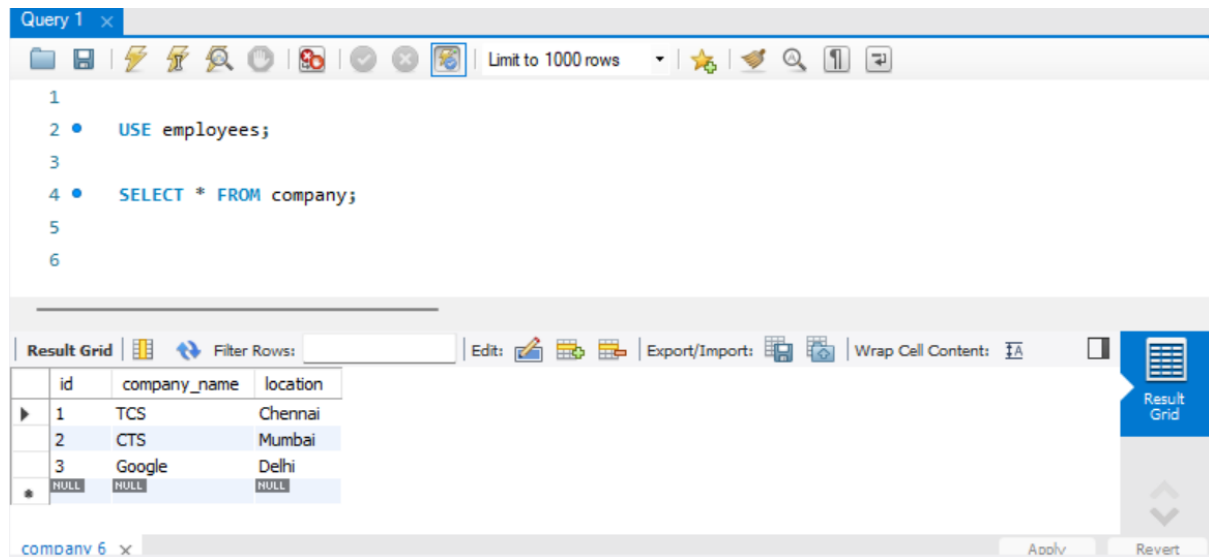 Query 1
Limit to 1000 rows
1
2 USE employees;
3
4 SELECT * FROM company;
5
6
Result Grid Filter Rows: Edit: Export/Import: Wrap Cell Content: IA
id company_name location
1 TCS Chennai
2 CTS Mumbai
3 Google Delhi
NULL NULL NULL
Result
Grid
company 6
Apply Revert